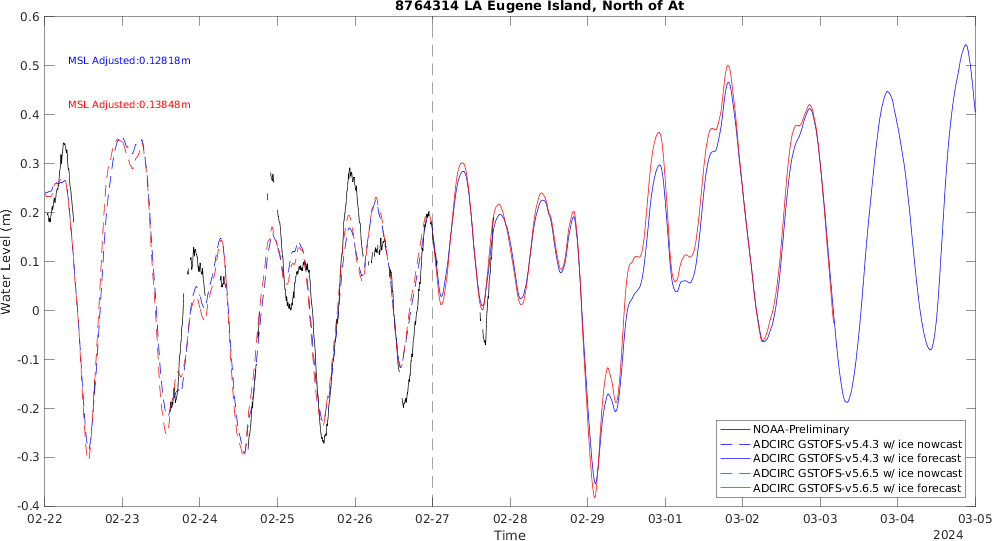 8764314 LA Eugene Island, North of At
0.6
0.5
0.4
0.3
0.2
0.1
0
-0.1
-0.2
-0.3
-0.4
Water Level (m)
MSL Adjusted:0.12818m
MSL Adjusted:0.13848m
NOAA-Preliminary
ADCIRC GSTOFS-v5.4.3 w/ ice nowcast
ADCIRC GSTOFS-v5.4.3 w/ ice forecast
ADCIRC GSTOFS-v5.6.5 w/ ice nowcast
ADCIRC GSTOFS-v5.6.5 w/ ice forecast
02-22 02-23 02-24 02-25 02-26 02-27 02-28 02-29 03-01 03-02 03-03 03-04 03-05
Time
2024